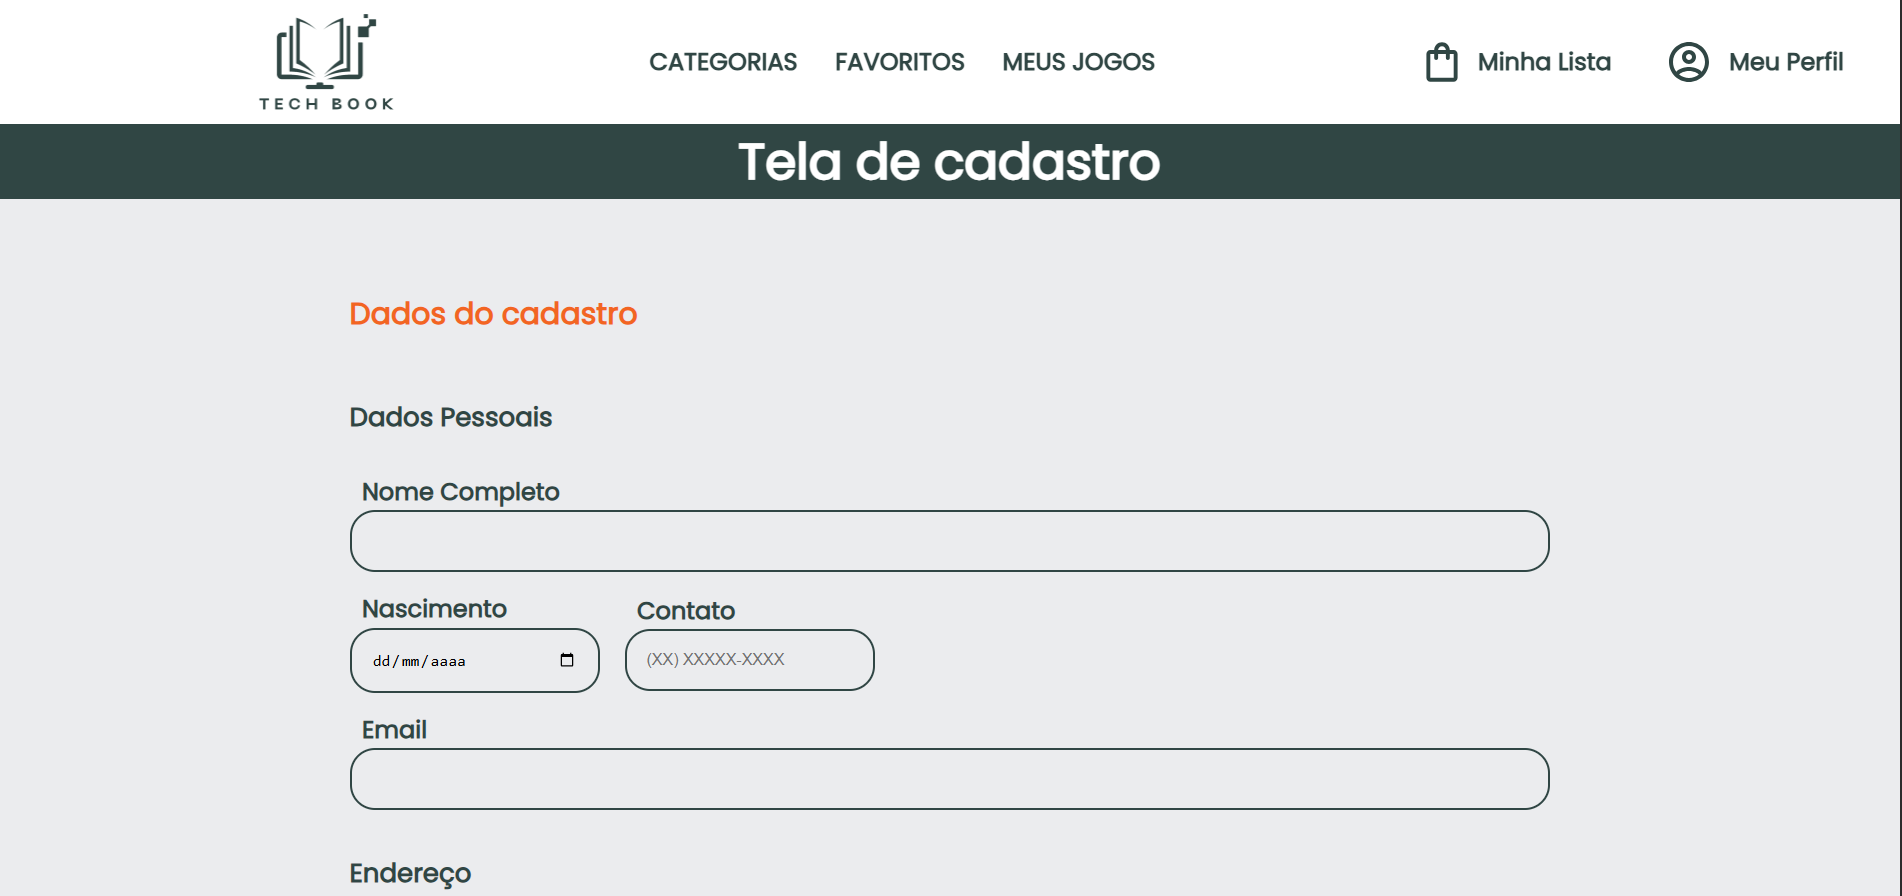 TECH BOOK
CATEGORIAS FAVORITOS MEUS JOGOS Minha Lista Meu Perfil
Tela de cadastro
Dados do cadastro
Dados Pessoais
Nome Completo
Nascimento Contato
dd/mm/aaaa (XX) XXXXX-XXXX
Email
Endereço